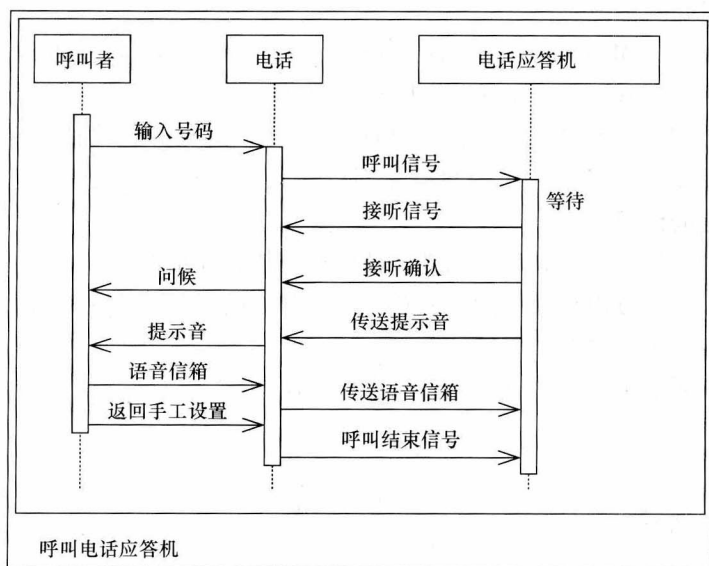 呼叫者
电话
电话应答机
输入号码
呼叫信号
等待
接听信号
接听确认
问候
传送提示音
提示音
语音信箱
传送语音信箱
返回手工设置
呼叫结束信号
呼叫电话应答机